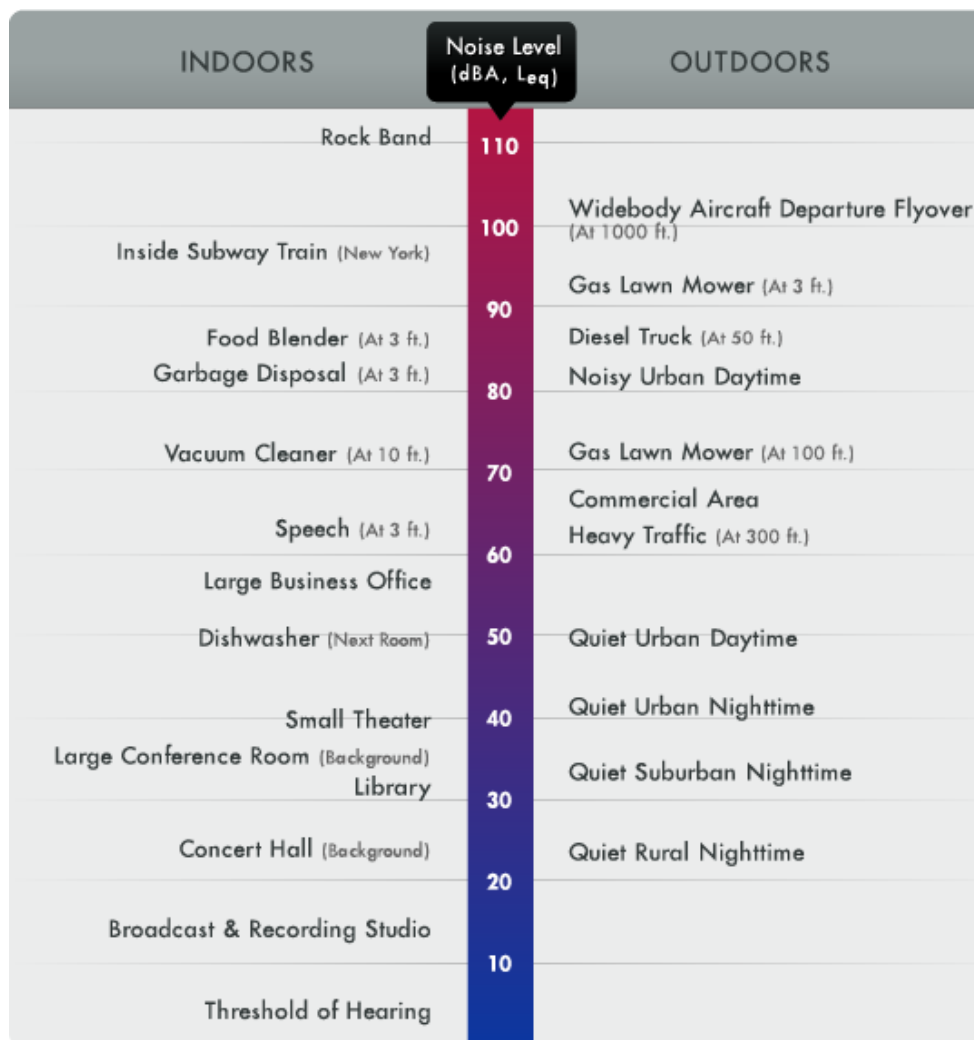 INDOORS
Noise Level
(dBA, Leq)
OUTDOORS
Rock Band
110
Widebody Aircraft Departure Flyover
(At 1000 ft.)
100
Inside Subway Train (New York)
Gas Lawn Mower (At 3 ft.)
90
Food Blender (At 3 ft.)
Diesel Truck (At 50 ft.)
Garbage Disposal (At 3 ft.)
Noisy Urban Daytime
80
Vacuum Cleaner (At 10 ft.)
Gas Lawn Mower (At 100 ft.)
70
Commercial Area
Speech (At 3 ft.)
Heavy Traffic (At 300 ft.)
60
Large Business Office
Dishwasher (Next Room)
50
Quiet Urban Daytime
Quiet Urban Nighttime
Small Theater
40
Large Conference Room (Background)
Quiet Suburban Nighttime
Library
30
Concert Hall (Background)
Quiet Rural Nighttime
20
Broadcast & Recording Studio
10
Threshold of Hearing